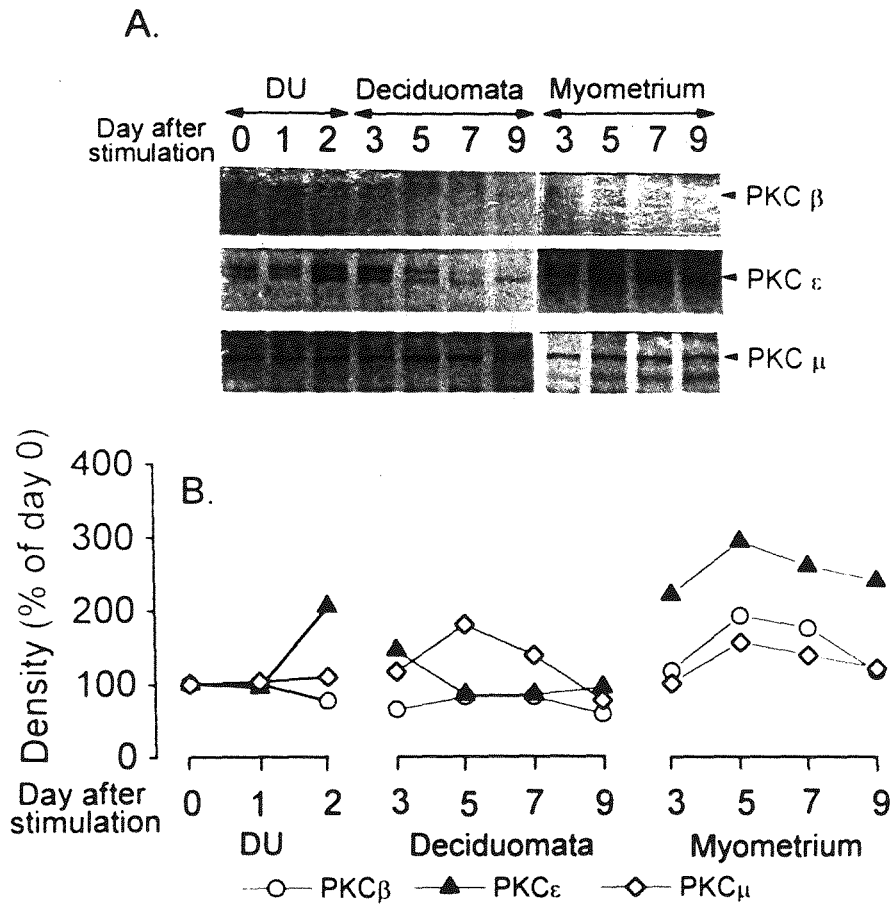 A.
DU Deciduomata Myometrium
Day after stimulation 0 1 2 3 5 7 9 3 5 7 9
PKC β
PKC ε
PKC μ
B.
Density (% of day 0)
400
300
200
100
0
Day after stimulation 0 1 2 3 5 7 9 3 5 7 9
DU Deciduomata Myometrium
PKCβ PKCε PKCμ